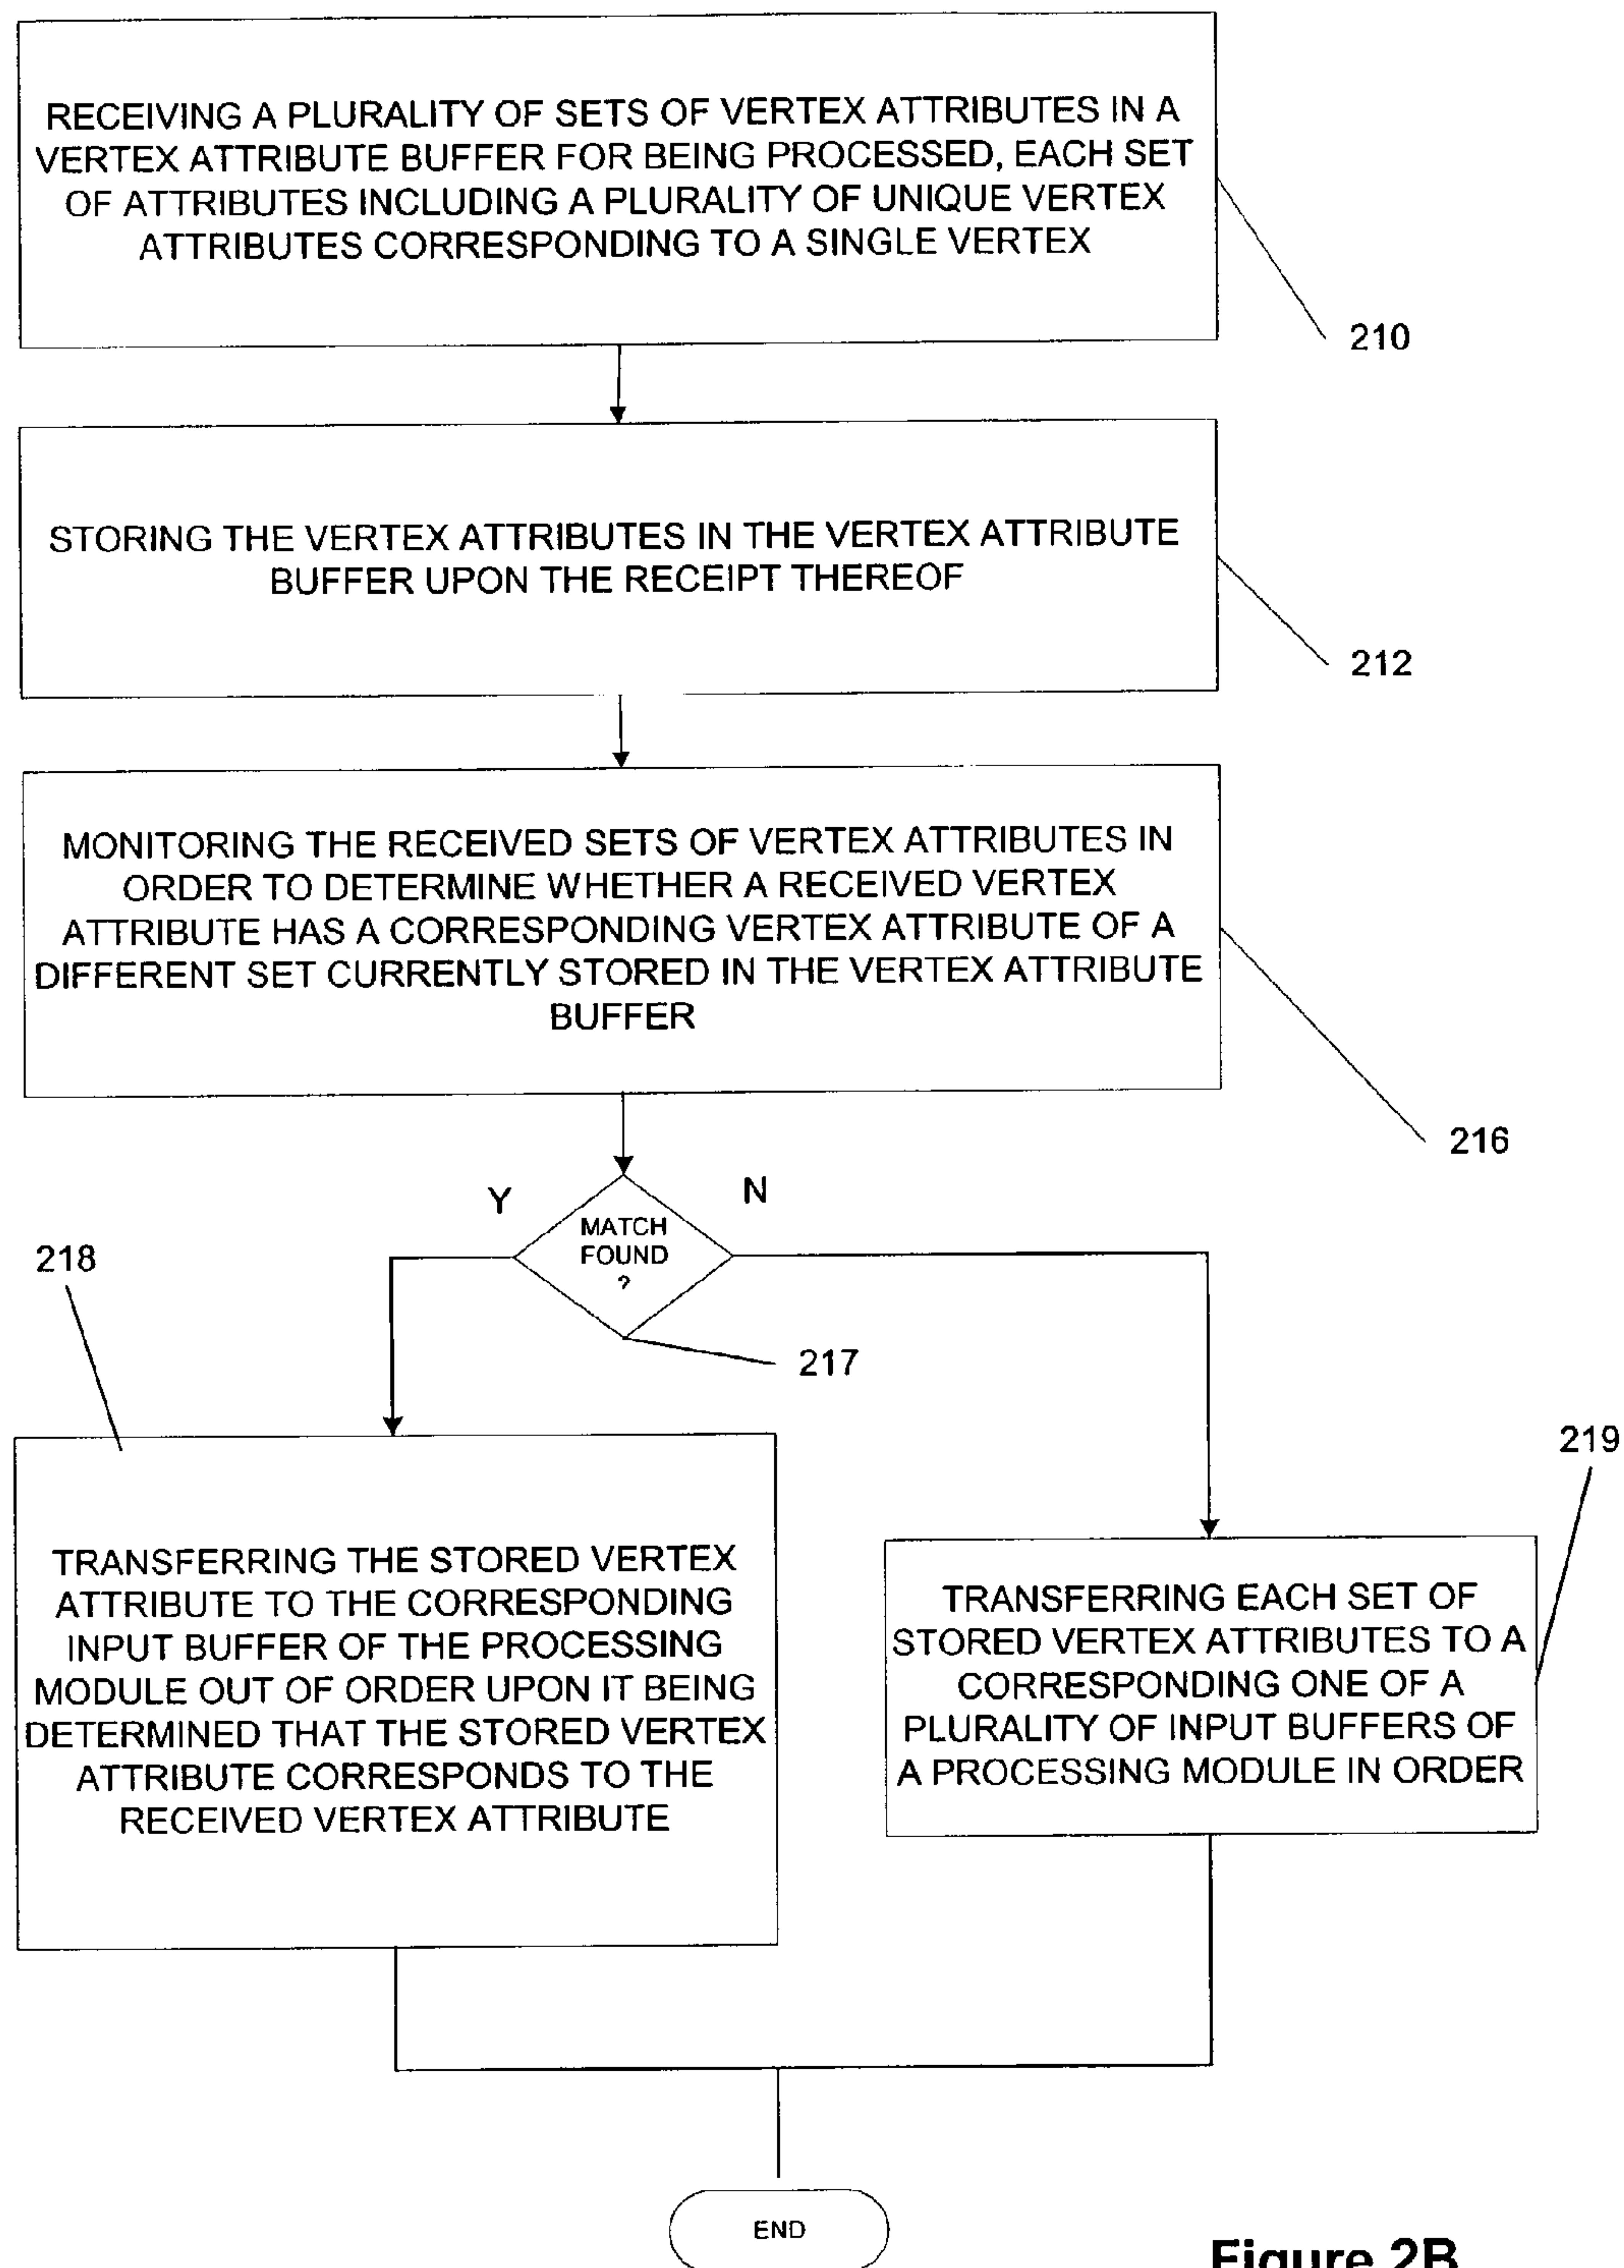 RECEIVING A PLURALITY OF SETS OF VERTEX ATTRIBUTES IN A
VERTEX ATTRIBUTE BUFFER FOR BEING PROCESSED, EACH SET
OF ATTRIBUTES INCLUDING A PLURALITY OF UNIQUE VERTEX
ATTRIBUTES CORRESPONDING TO A SINGLE VERTEX
210
STORING THE VERTEX ATTRIBUTES IN THE VERTEX ATTRIBUTE
BUFFER UPON THE RECEIPT THEREOF
212
MONITORING THE RECEIVED SETS OF VERTEX ATTRIBUTES IN
ORDER TO DETERMINE WHETHER A RECEIVED VERTEX
ATTRIBUTE HAS A CORRESPONDING VERTEX ATTRIBUTE OF A
DIFFERENT SET CURRENTLY STORED IN THE VERTEX ATTRIBUTE
BUFFER
216
Y
N
MATCH
FOUND
?
217
218
TRANSFERRING THE STORED VERTEX
ATTRIBUTE TO THE CORRESPONDING
INPUT BUFFER OF THE PROCESSING
MODULE OUT OF ORDER UPON IT BEING
DETERMINED THAT THE STORED VERTEX
ATTRIBUTE CORRESPONDS TO THE
RECEIVED VERTEX ATTRIBUTE
219
TRANSFERRING EACH SET OF
STORED VERTEX ATTRIBUTES TO A
CORRESPONDING ONE OF A
PLURALITY OF INPUT BUFFERS OF
A PROCESSING MODULE IN ORDER
END
Figure 2B